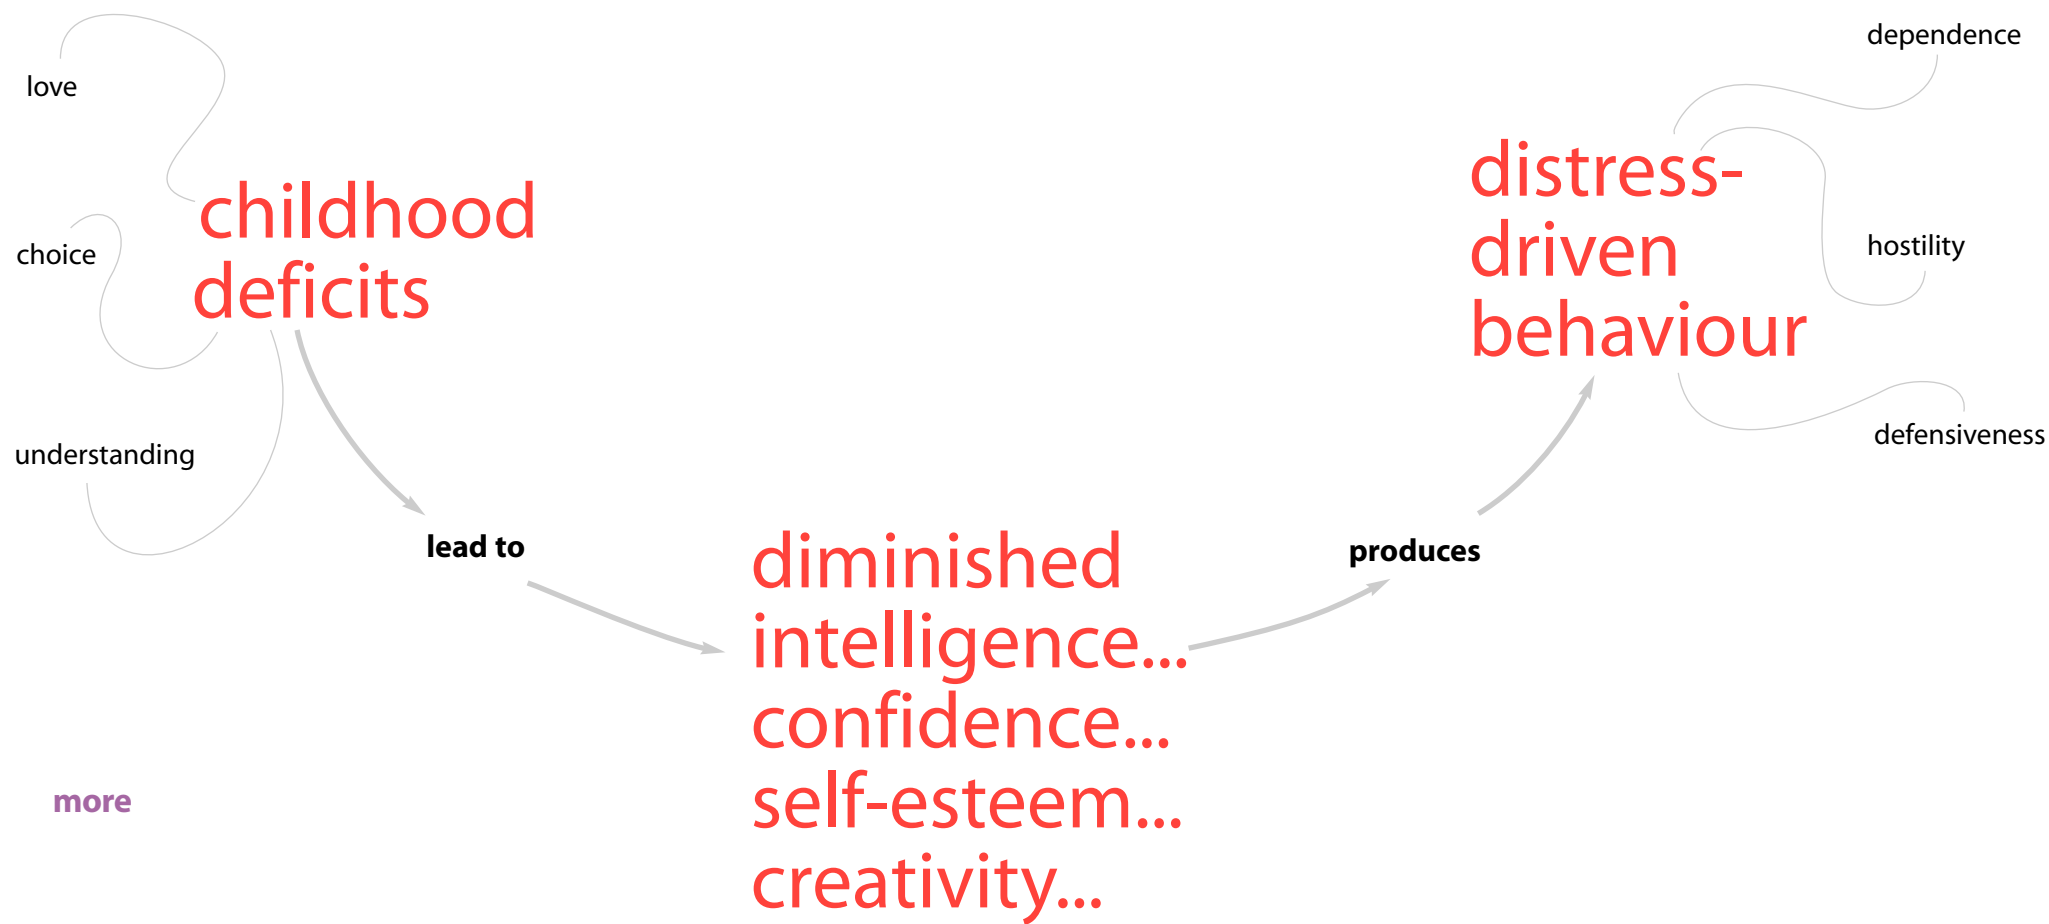 love
choice
understanding
childhood
deficits
lead to
diminished
intelligence...
confidence...
self-esteem...
creativity...
produces
distress-
driven
behaviour
dependence
hostility
defensiveness
more